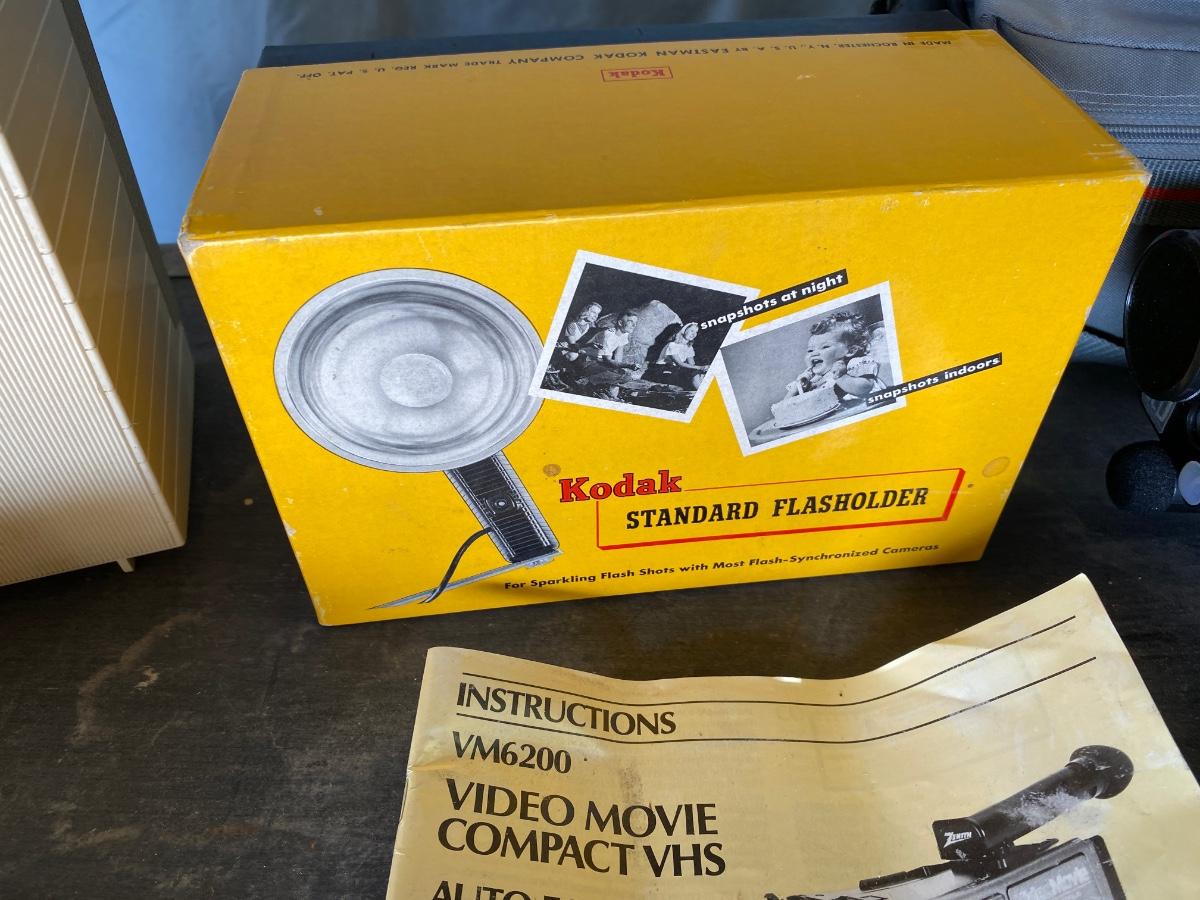 MADE IN ROCHESTER, N. Y., U. S. A. BY EASTMAN KODAK COMPANY TRADE MARK REG. U. S. PAT. OFF.
Kodak
snapshots at night
snapshots indoors
Kodak
STANDARD FLASHOLDER
For Sparkling Flash Shots with Most Flash-Synchronized Cameras
INSTRUCTIONS
VM6200
VIDEO MOVIE
COMPACT VHS
ZENITH